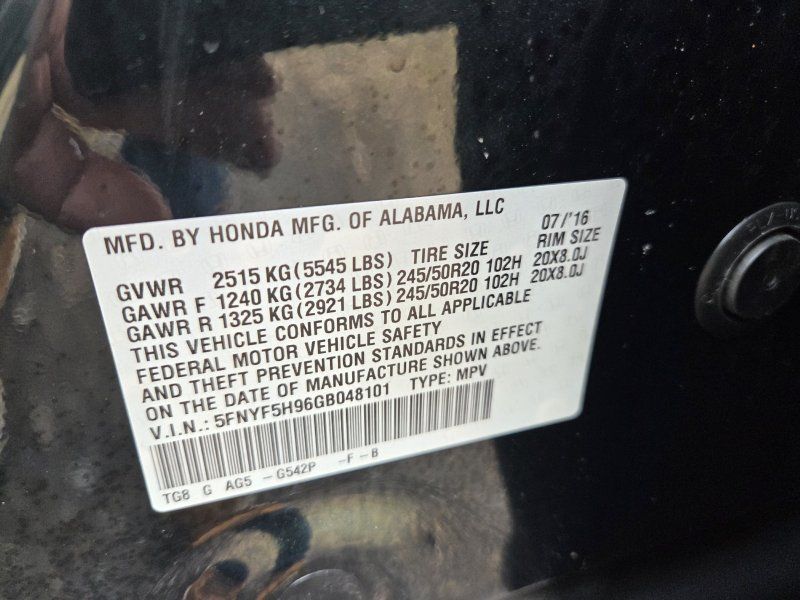 MFD. BY HONDA MFG. OF ALABAMA, LLC 07/'16
GVWR 2515 KG (5545 LBS) TIRE SIZE RIM SIZE
GAWR F 1240 KG (2734 LBS) 245/50R20 102H 20X8.0J
GAWR R 1325 KG (2921 LBS) 245/50R20 102H 20X8.0J
THIS VEHICLE CONFORMS TO ALL APPLICABLE
FEDERAL MOTOR VEHICLE SAFETY
AND THEFT PREVENTION STANDARDS IN EFFECT
ON THE DATE OF MANUFACTURE SHOWN ABOVE.
V.I.N.: 5FNYF5H96GB048101 TYPE: MPV
TG8 G AG5 -G542P -F-B